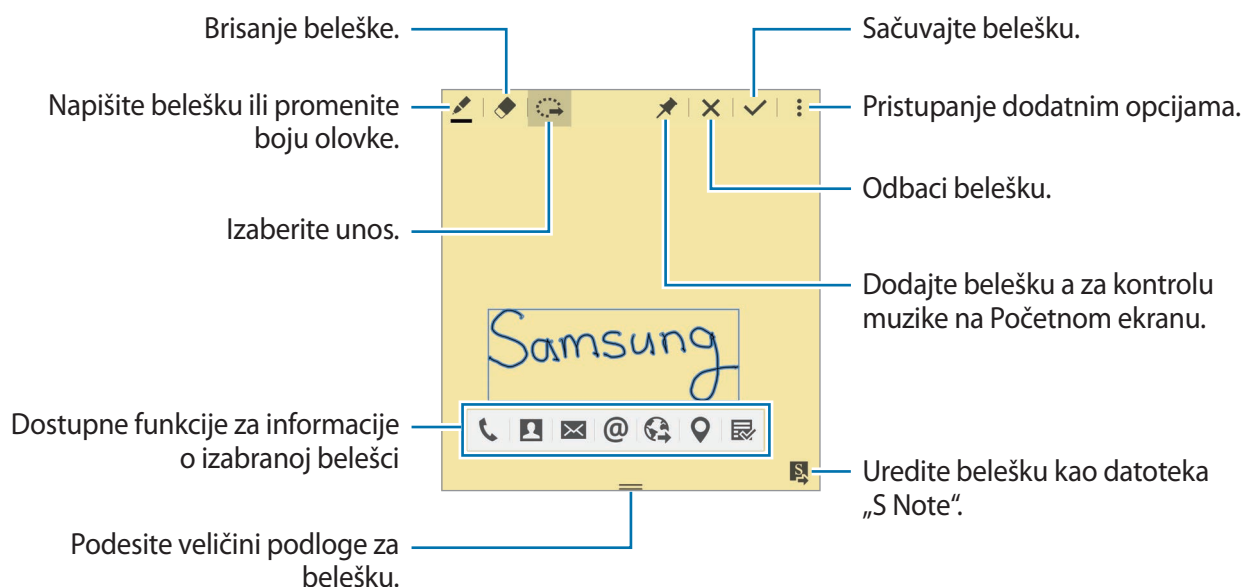 Brisanje beleške.
Napišite belešku ili promenite
boju olovke.
Izaberite unos.
Dostupne funkcije za informacije
o izabranoj belešci
Podesite veličini podloge za
belešku.
Samsung
Sačuvajte belešku.
Pristupanje dodatnim opcijama.
Odbaci belešku.
Dodajte belešku a za kontrolu
muzike na Početnom ekranu.
Uredite belešku kao datoteka
„S Note“.